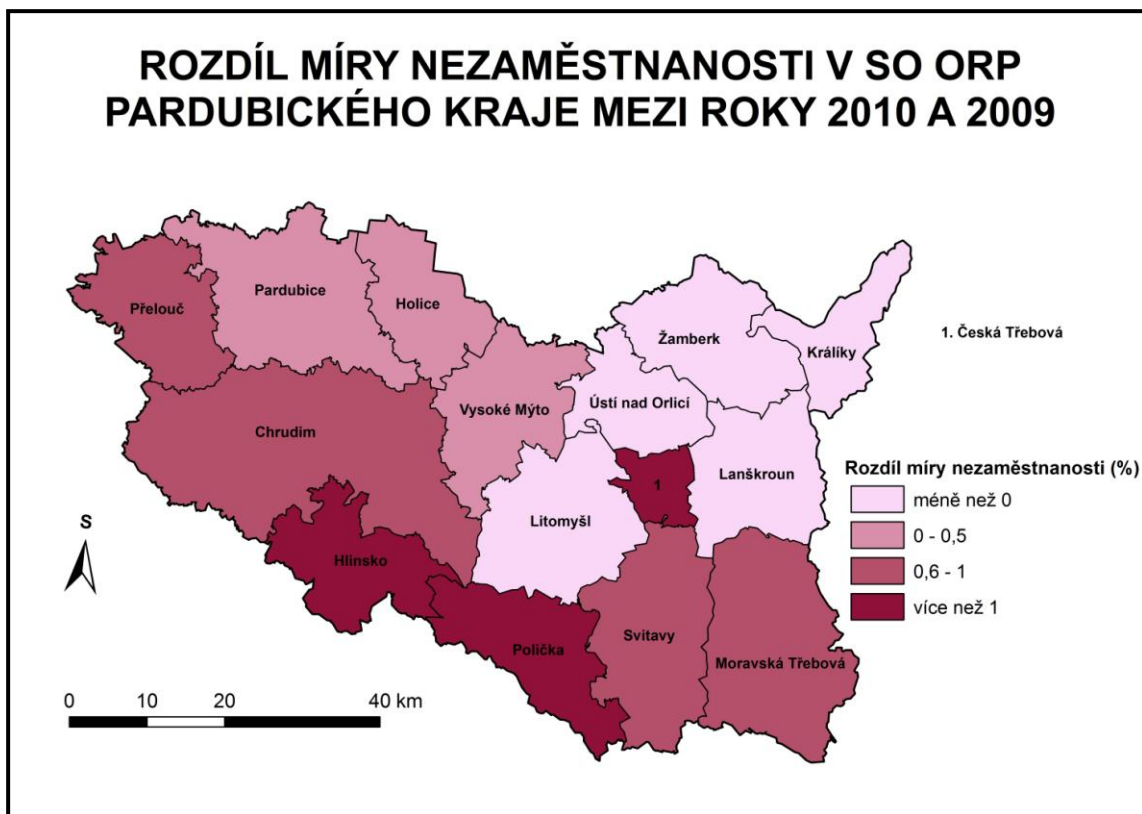 ROZDÍL MÍRY NEZAMĚSTNANOSTI V SO ORP
PARDUBICKÉHO KRAJE MEZI ROKY 2010 A 2009
Přelouč
Pardubice
Holice
Žamberk
Králíky
1. Česká Třebová
Chrudim
Vysoké Mýto
Ústí nad Orlicí
Lanškroun
1
Litomyšl
Hlinsko
Polička
Svitavy
Moravská Třebová
Rozdíl míry nezaměstnanosti (%)
méně než 0
0 - 0,5
0,6 - 1
více než 1
S
0 10 20 40 km